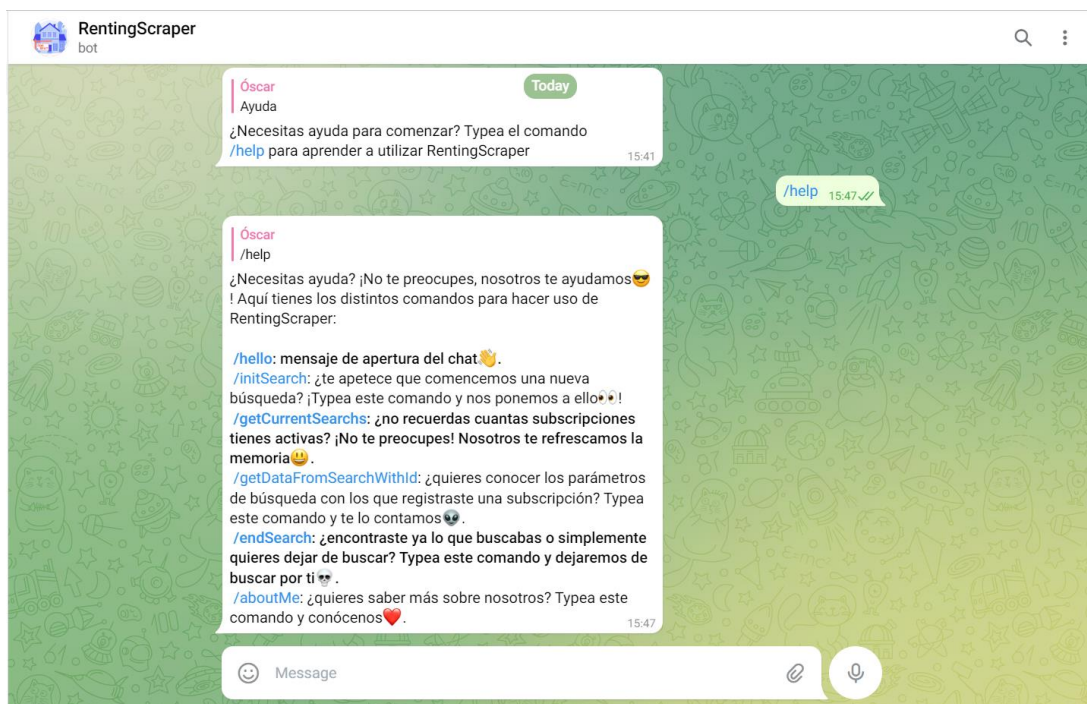 RentingScraper
bot
Today
Óscar
Ayuda
¿Necesitas ayuda para comenzar? Typea el comando
/help para aprender a utilizar RentingScraper
15:41
/help 15:47
Óscar
/help
¿Necesitas ayuda? ¡No te preocupes, nosotros te ayudamos😎
! Aquí tienes los distintos comandos para hacer uso de
RentingScraper:
/hello: mensaje de apertura del chat👋.
/initSearch: ¿te apetece que comencemos una nueva
búsqueda? ¡Typea este comando y nos ponemos a ello👀!
/getCurrentSearchs: ¿no recuerdas cuantas subscripciones
tienes activas? ¡No te preocupes! Nosotros te refrescamos la
memoria😃.
/getDataFromSearchWithId: ¿quieres conocer los parámetros
de búsqueda con los que registraste una subscripción? Typea
este comando y te lo contamos👽.
/endSearch: ¿encontraste ya lo que buscabas o simplemente
quieres dejar de buscar? Typea este comando y dejaremos de
buscar por ti💀.
/aboutMe: ¿quieres saber más sobre nosotros? Typea este
comando y conócenos❤️.
15:47
Message